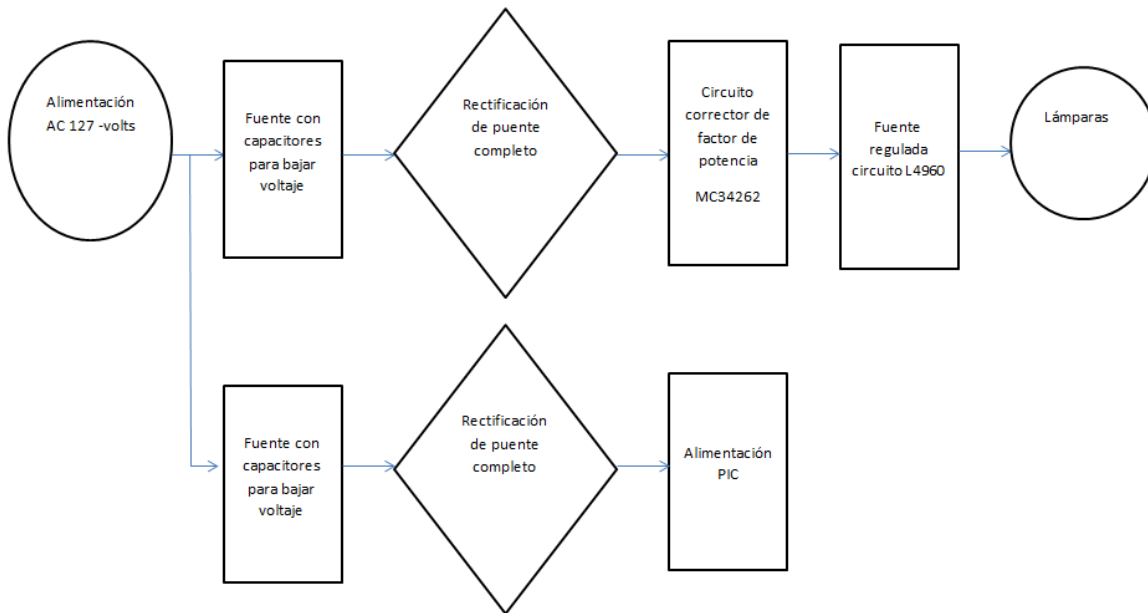 Alimentación
AC 127 -volts
Fuente con
capacitores
para bajar
voltaje
Rectificación
de puente
completo
Circuito
corrector de
factor de
potencia
MC34262
Fuente
regulada
circuito L4960
Lámparas
Fuente con
capacitores
para bajar
voltaje
Rectificación
de puente
completo
Alimentación
PIC